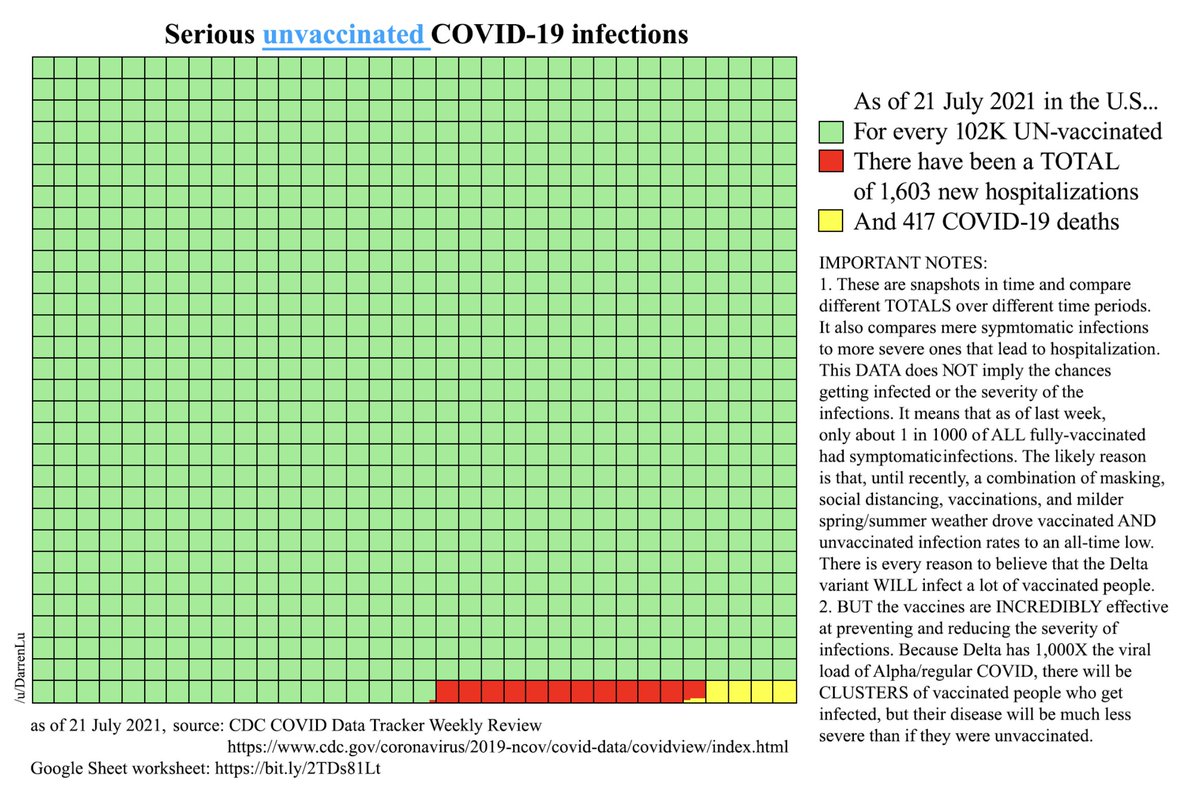 Serious unvaccinated COVID-19 infections
As of 21 July 2021 in the U.S...
For every 102K UN-vaccinated
There have been a TOTAL
of 1,603 new hospitalizations
And 417 COVID-19 deaths
IMPORTANT NOTES:
1. These are snapshots in time and compare
different TOTALS over different time periods.
It also compares mere sypmtomatic infections
to more severe ones that lead to hospitalization.
This DATA does NOT imply the chances
getting infected or the severity of the
infections. It means that as of last week,
only about 1 in 1000 of ALL fully-vaccinated
had symptomaticinfections. The likely reason
is that, until recently, a combination of masking,
social distancing, vaccinations, and milder
spring/summer weather drove vaccinated AND
unvaccinated infection rates to an all-time low.
There is every reason to believe that the Delta
variant WILL infect a lot of vaccinated people.
2. BUT the vaccines are INCREDIBLY effective
at preventing and reducing the severity of
infections. Because Delta has 1,000X the viral
load of Alpha/regular COVID, there will be
CLUSTERS of vaccinated people who get
infected, but their disease will be much less
severe than if they were unvaccinated.
/u/DarrenLu
as of 21 July 2021, source: CDC COVID Data Tracker Weekly Review
https://www.cdc.gov/coronavirus/2019-ncov/covid-data/covidview/index.html
Google Sheet worksheet: https://bit.ly/2TDs81Lt